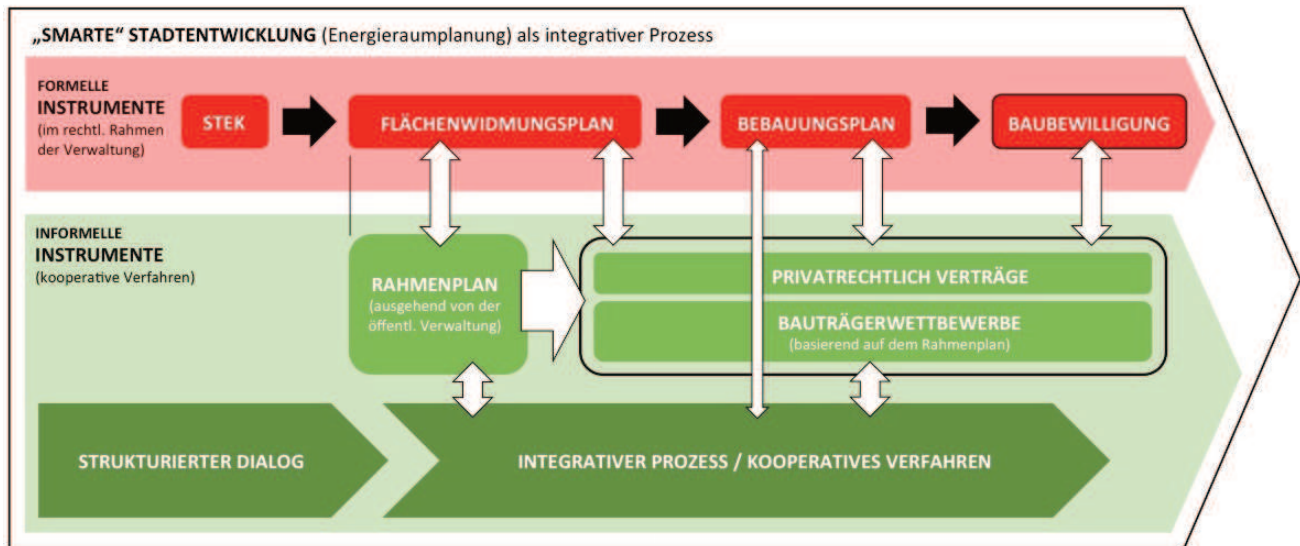 „SMARTE“ STADTENTWICKLUNG (Energieraumplanung) als integrativer Prozess
FORMELLE
INSTRUMENTE
(im rechtl. Rahmen
der Verwaltung)
STEK
FLÄCHENWIDMUNGSPLAN
BEBAUUNGSPLAN
BAUBEWILLIGUNG
INFORMELLE
INSTRUMENTE
(kooperative Verfahren)
RAHMENPLAN
(ausgehend von der
öffentl. Verwaltung)
PRIVATRECHTLICH VERTRÄGE
BAUTRÄGERWETTBEWERBE
(basierend auf dem Rahmenplan)
STRUKTURIERTER DIALOG
INTEGRATIVER PROZESS / KOOPERATIVES VERFAHREN